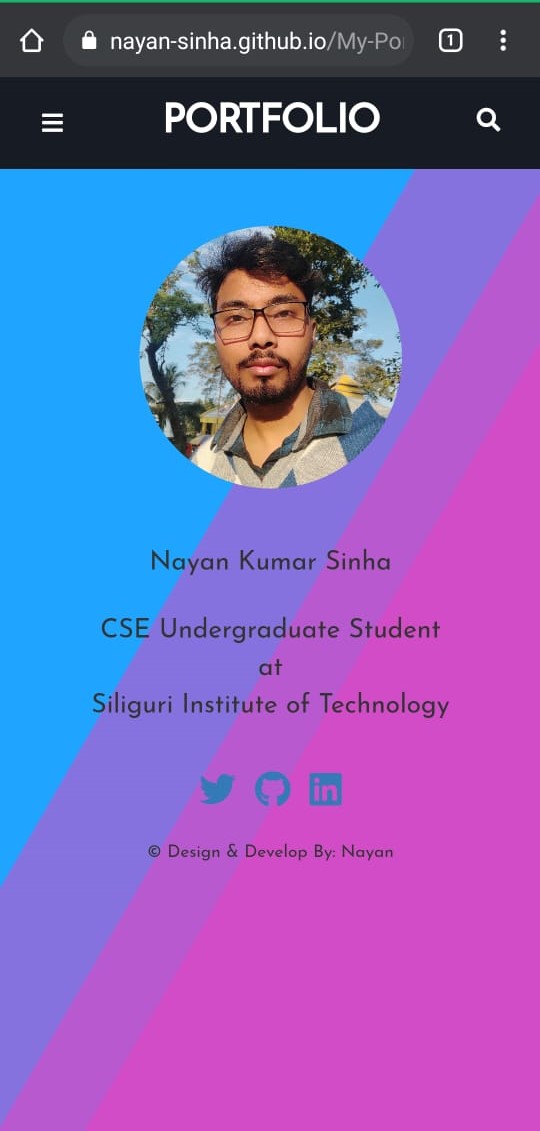 1
nayan-sinha.github.io/My-Po
PORTFOLIO
Nayan Kumar Sinha
CSE Undergraduate Student
at
Siliguri Institute of Technology
in
© Design & Develop By: Nayan